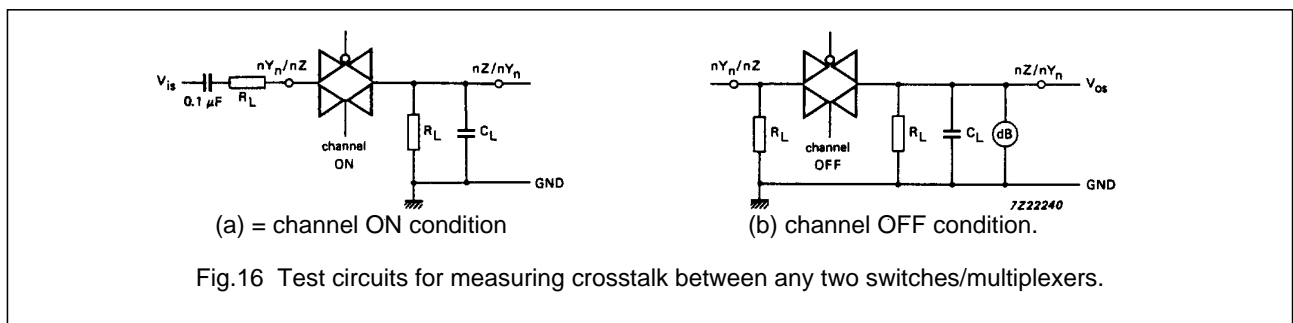 V_is
0.1 µF
R_L
nY_n/nZ
channel
ON
R_L
C_L
nZ/nY_n
GND
(a) = channel ON condition
nY_n/nZ
R_L
channel
OFF
R_L
C_L
dB
nZ/nY_n
V_os
GND
7Z22240
(b) channel OFF condition.
Fig.16 Test circuits for measuring crosstalk between any two switches/multiplexers.